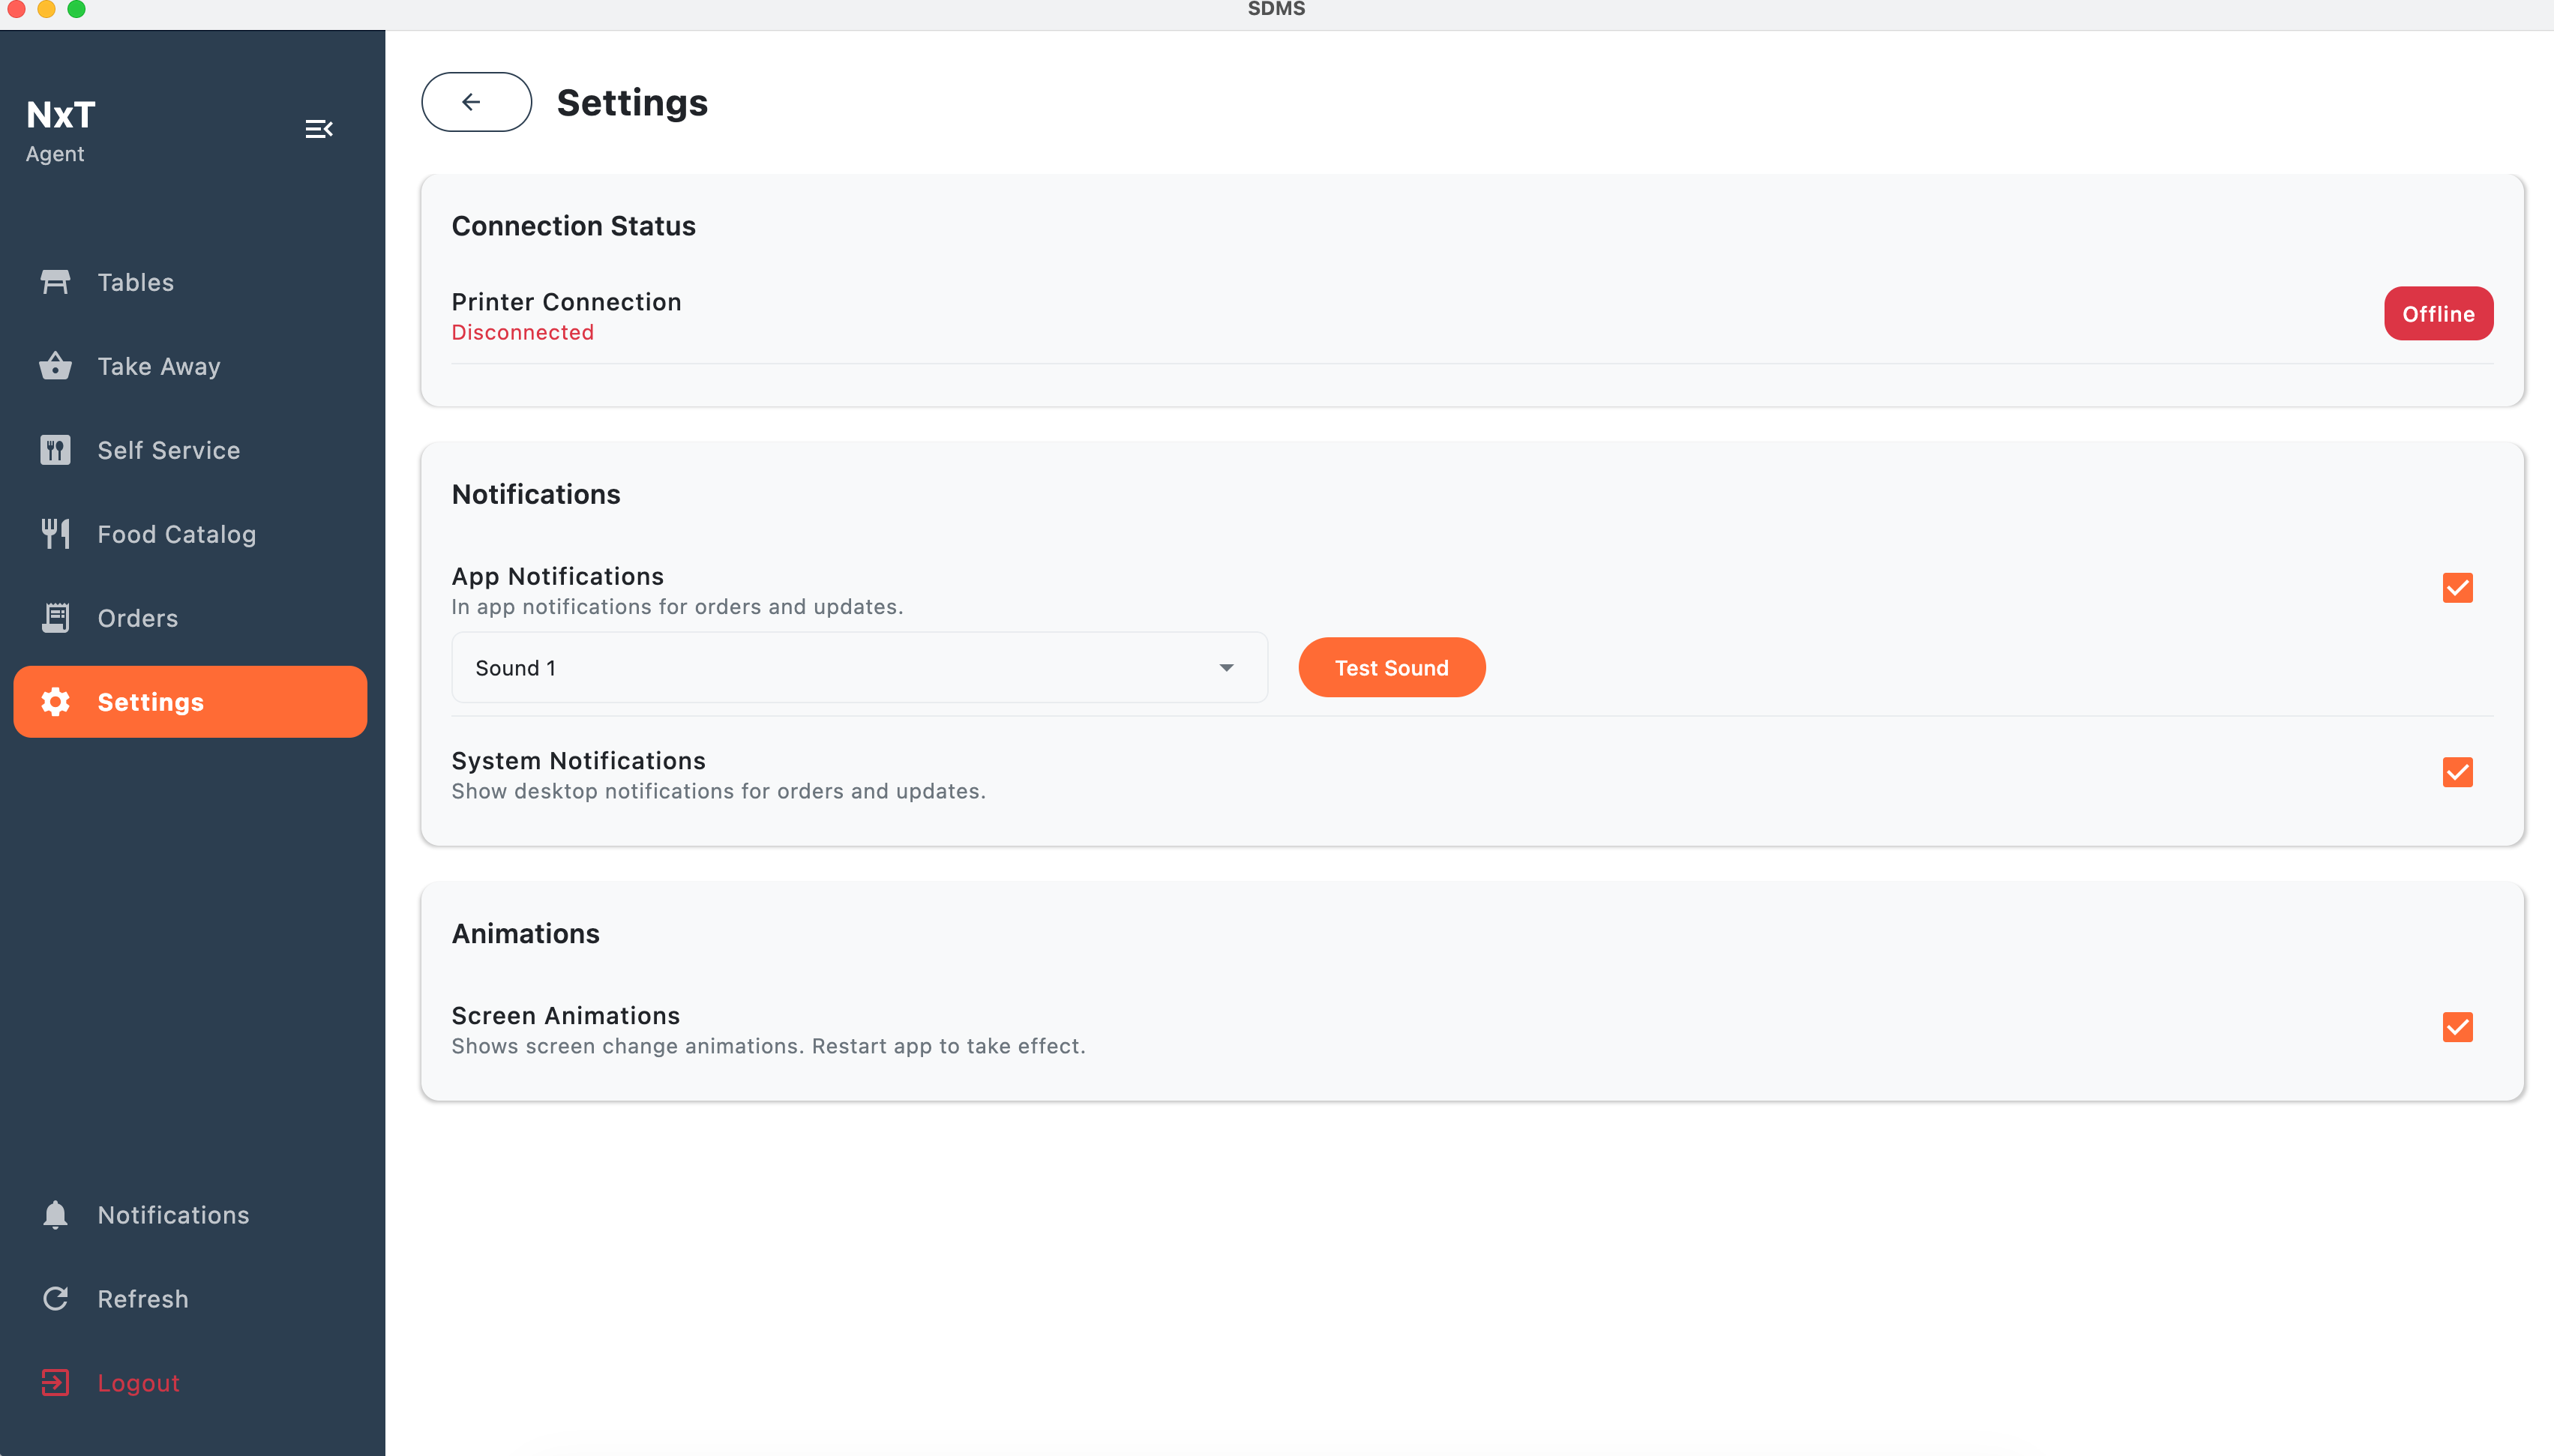 SDMS
NxT
Agent
Tables
Take Away
Self Service
Food Catalog
Orders
Settings
Notifications
Refresh
Logout
Settings
Connection Status
Printer Connection
Disconnected
Offline
Notifications
App Notifications
In app notifications for orders and updates.
Sound 1
Test Sound
System Notifications
Show desktop notifications for orders and updates.
Animations
Screen Animations
Shows screen change animations. Restart app to take effect.